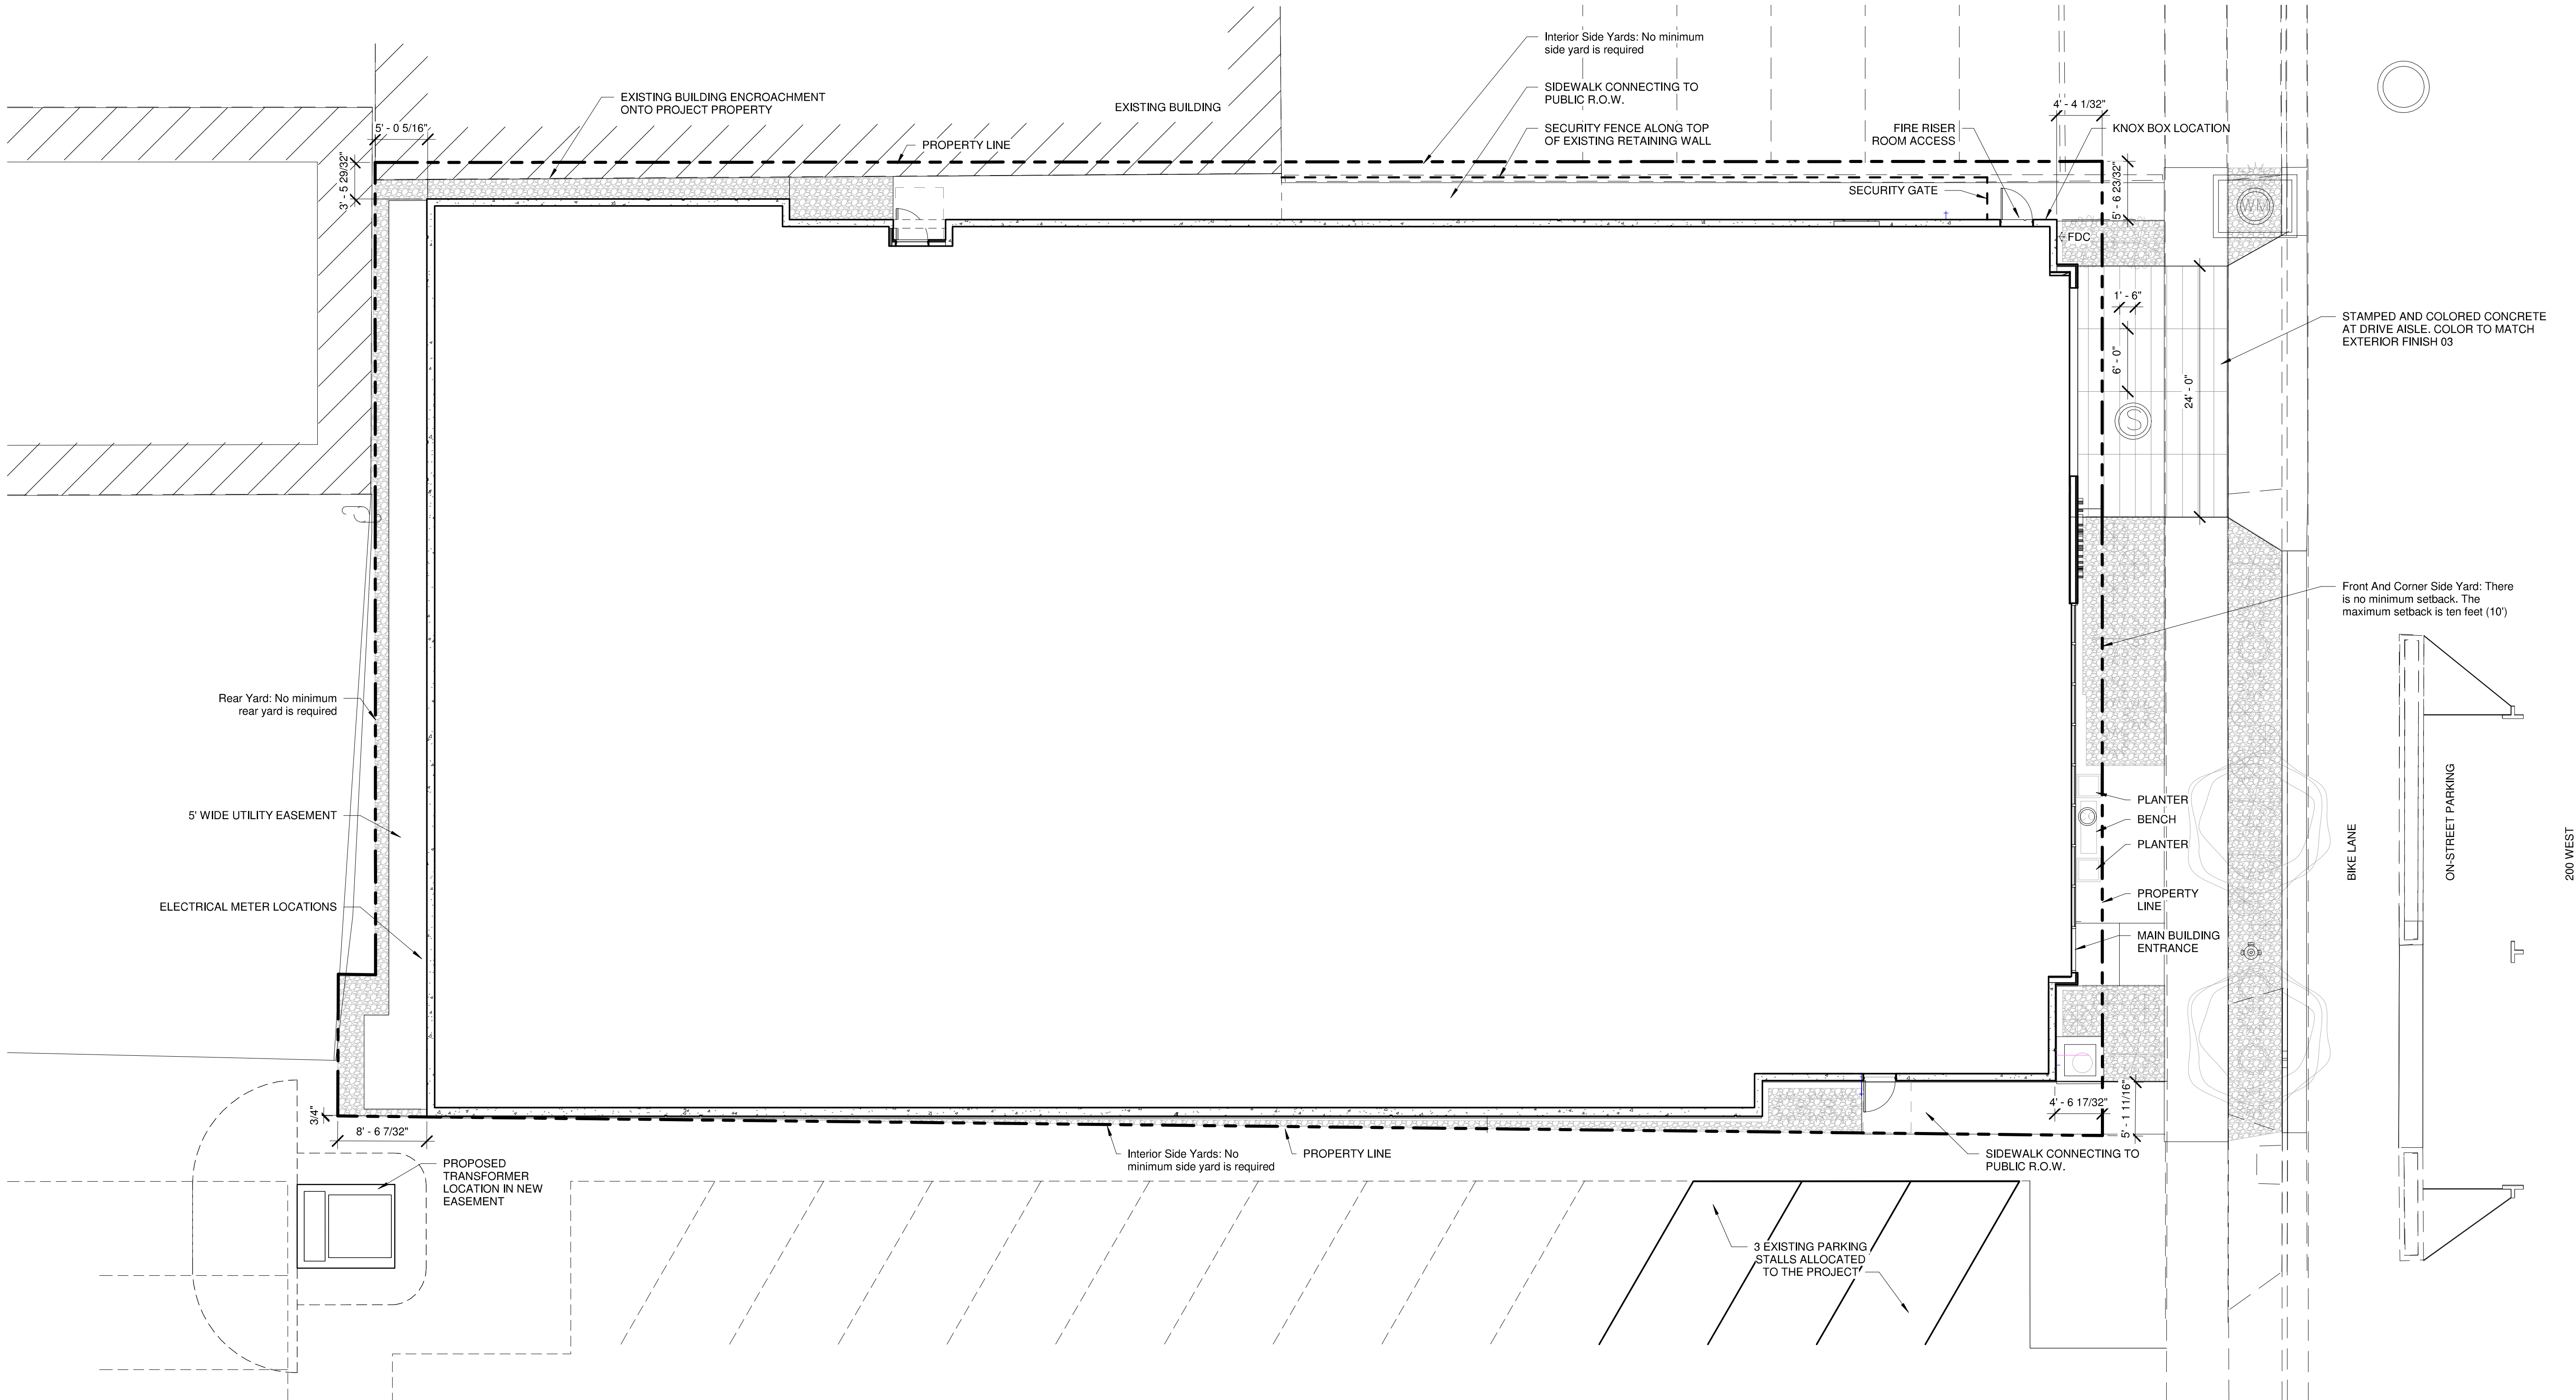 Interior Side Yards: No minimum
side yard is required
EXISTING BUILDING ENCROACHMENT
ONTO PROJECT PROPERTY
EXISTING BUILDING
SIDEWALK CONNECTING TO
PUBLIC R.O.W.
4' - 4 1/32"
5' - 0 5/16"
PROPERTY LINE
SECURITY FENCE ALONG TOP
OF EXISTING RETAINING WALL
FIRE RISER
ROOM ACCESS
KNOX BOX LOCATION
3' - 5 29/32"
SECURITY GATE
5' - 6 23/32"
WM
FDC
1' - 6"
STAMPED AND COLORED CONCRETE
AT DRIVE AISLE. COLOR TO MATCH
EXTERIOR FINISH 03
6' - 0"
24' - 0"
S
Front And Corner Side Yard: There
is no minimum setback. The
maximum setback is ten feet (10')
Rear Yard: No minimum
rear yard is required
5' WIDE UTILITY EASEMENT
PLANTER
BENCH
PLANTER
BIKE LANE
ON-STREET PARKING
200 WEST
ELECTRICAL METER LOCATIONS
PROPERTY
LINE
MAIN BUILDING
ENTRANCE
3/4"
8' - 6 7/32"
4' - 6 17/32"
5' - 1 11/16"
PROPOSED
TRANSFORMER
LOCATION IN NEW
EASEMENT
Interior Side Yards: No
minimum side yard is required
PROPERTY LINE
SIDEWALK CONNECTING TO
PUBLIC R.O.W.
3 EXISTING PARKING
STALLS ALLOCATED
TO THE PROJECT